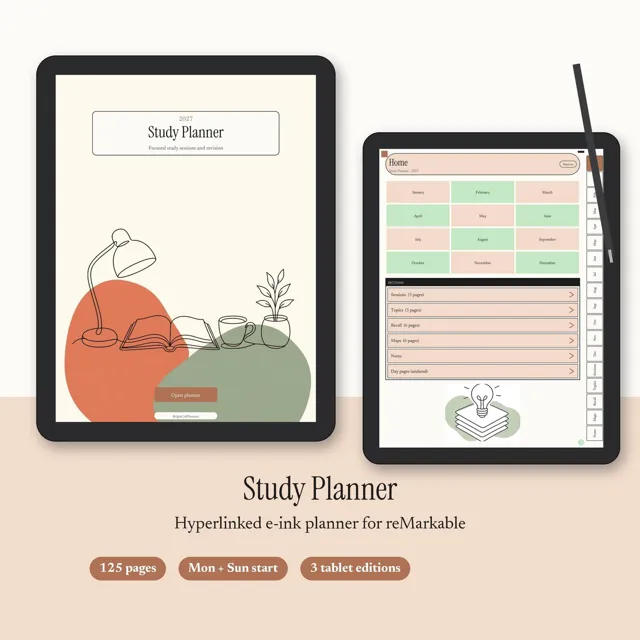 2027
Study Planner
Focused study sessions and revision
Open planner
Home
January
February
March
April
May
June
July
August
September
October
November
December
Sessions (3 pages)
Topics (3 pages)
Recall (6 pages)
Maps (6 pages)
Notes
Day pages (undated)
Study Planner
Hyperlinked e-ink planner for reMarkable
125 pages
Mon + Sun start
3 tablet editions